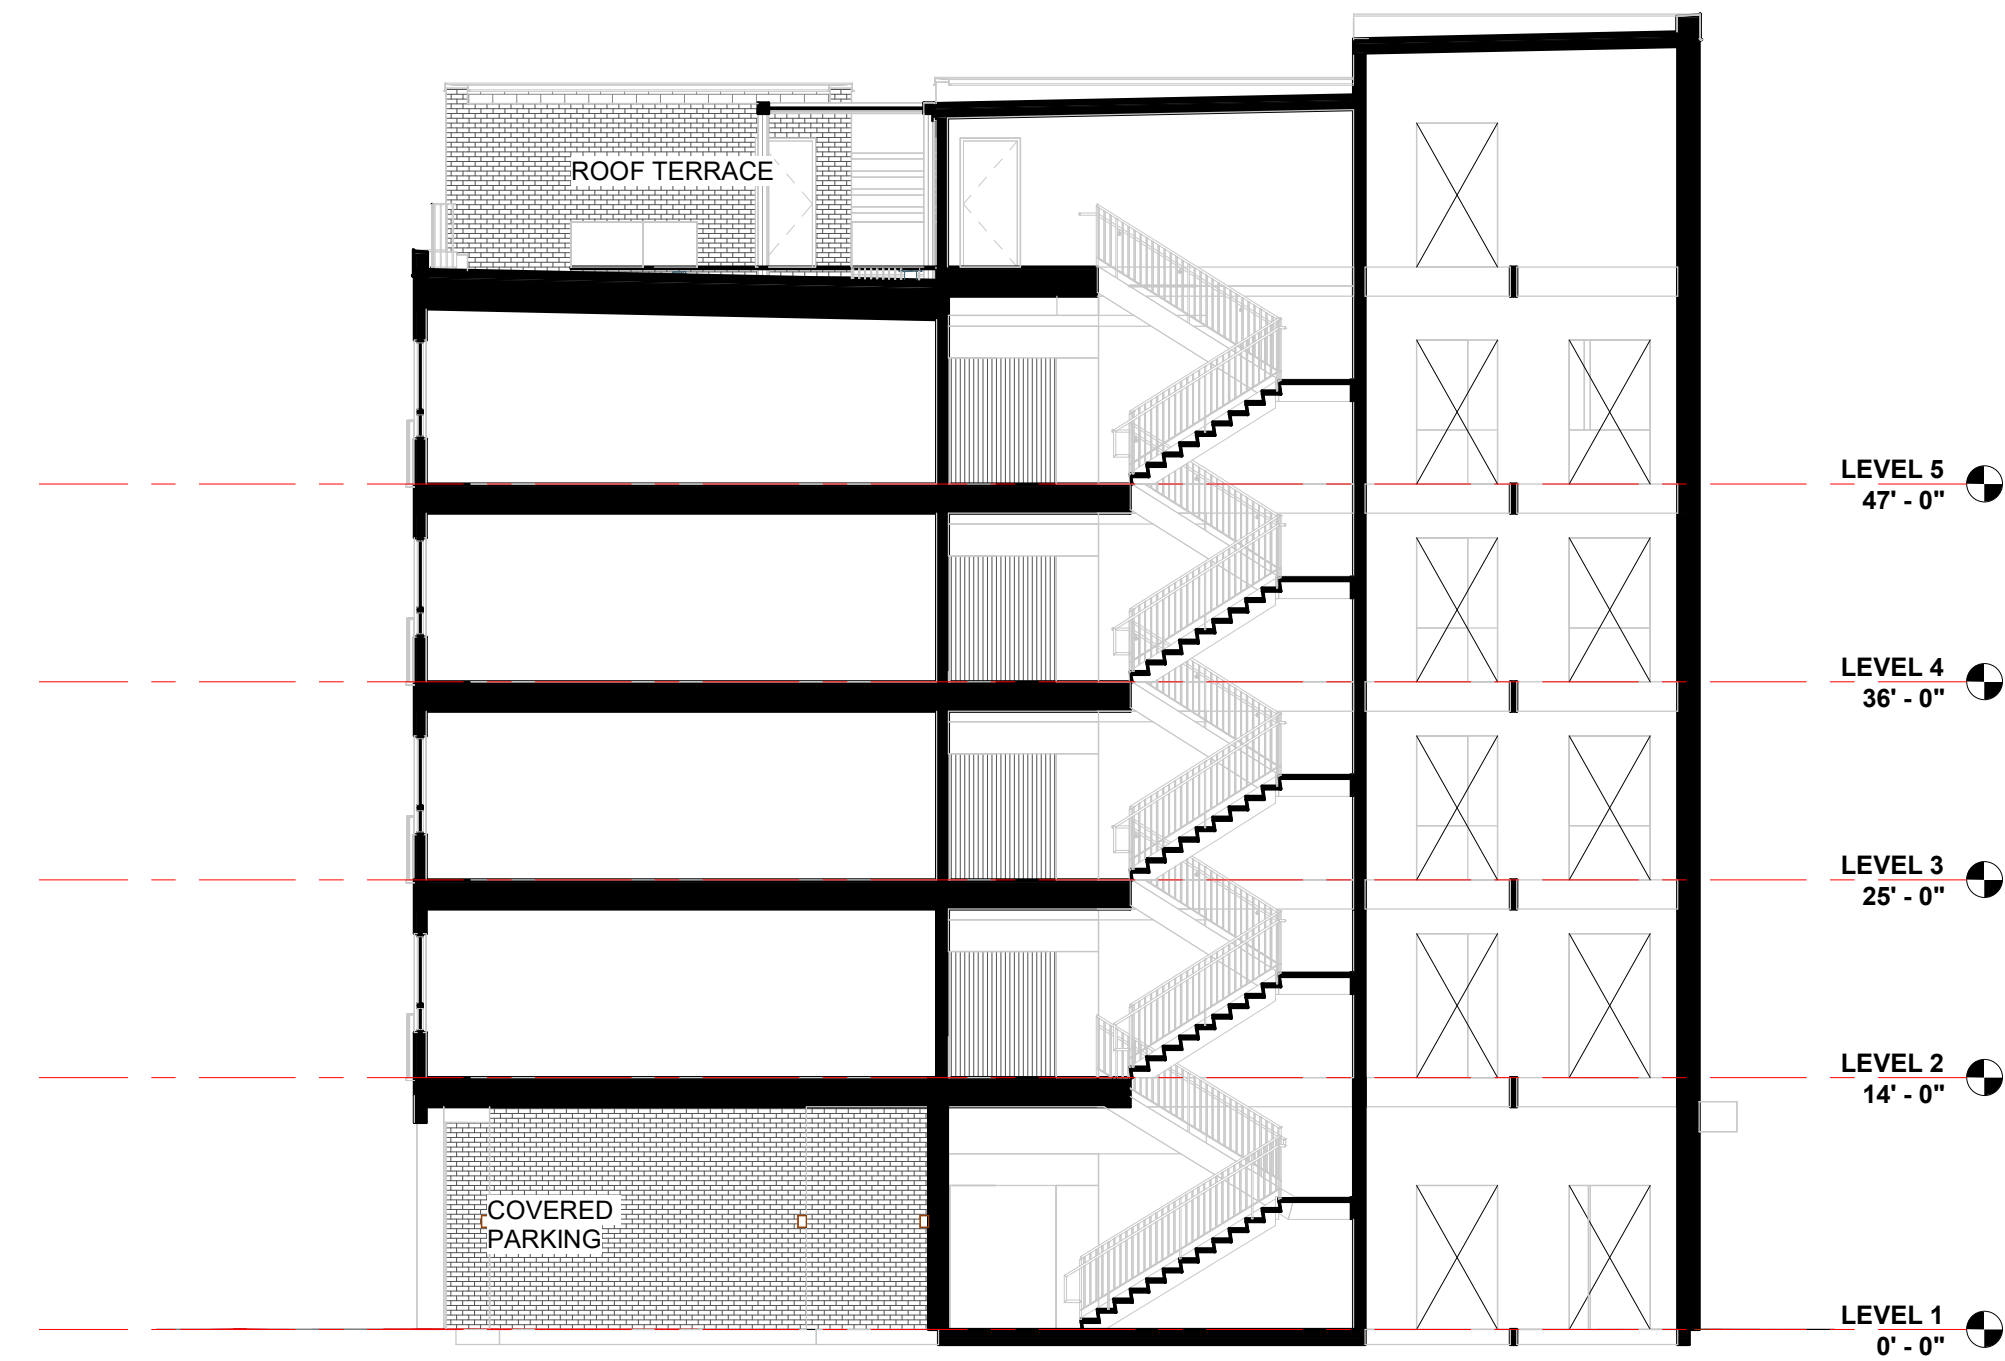 ROOF TERRACE
LEVEL 5
47' - 0"
LEVEL 4
36' - 0"
LEVEL 3
25' - 0"
LEVEL 2
14' - 0"
COVERED
PARKING
LEVEL 1
0' - 0"